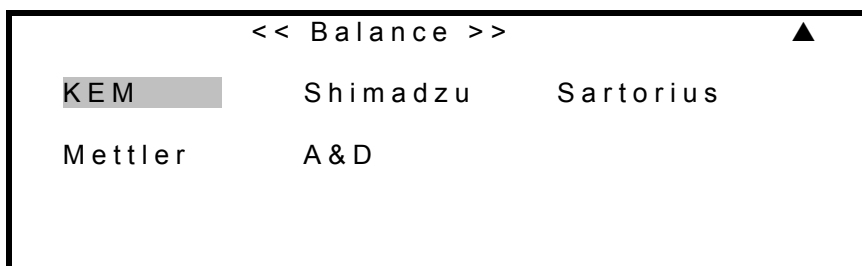 << Balance >> ▲
KEM Shimadzu Sartorius
Mettler A&D